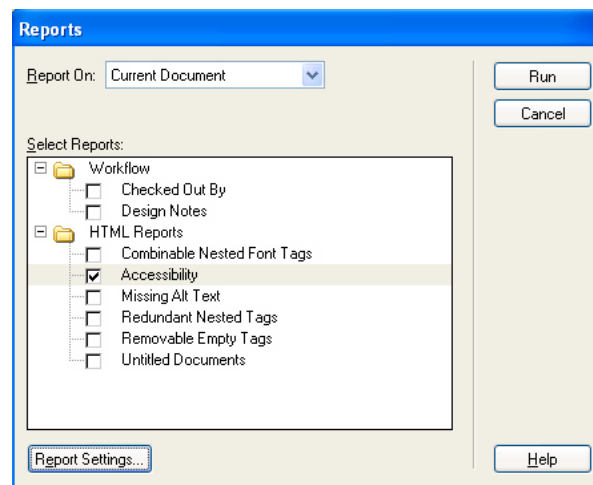 Reports
Report On: Current Document
Run
Cancel
Select Reports:
Workflow
Checked Out By
Design Notes
HTML Reports
Combinable Nested Font Tags
Accessibility
Missing Alt Text
Redundant Nested Tags
Removable Empty Tags
Untitled Documents
Report Settings...
Help